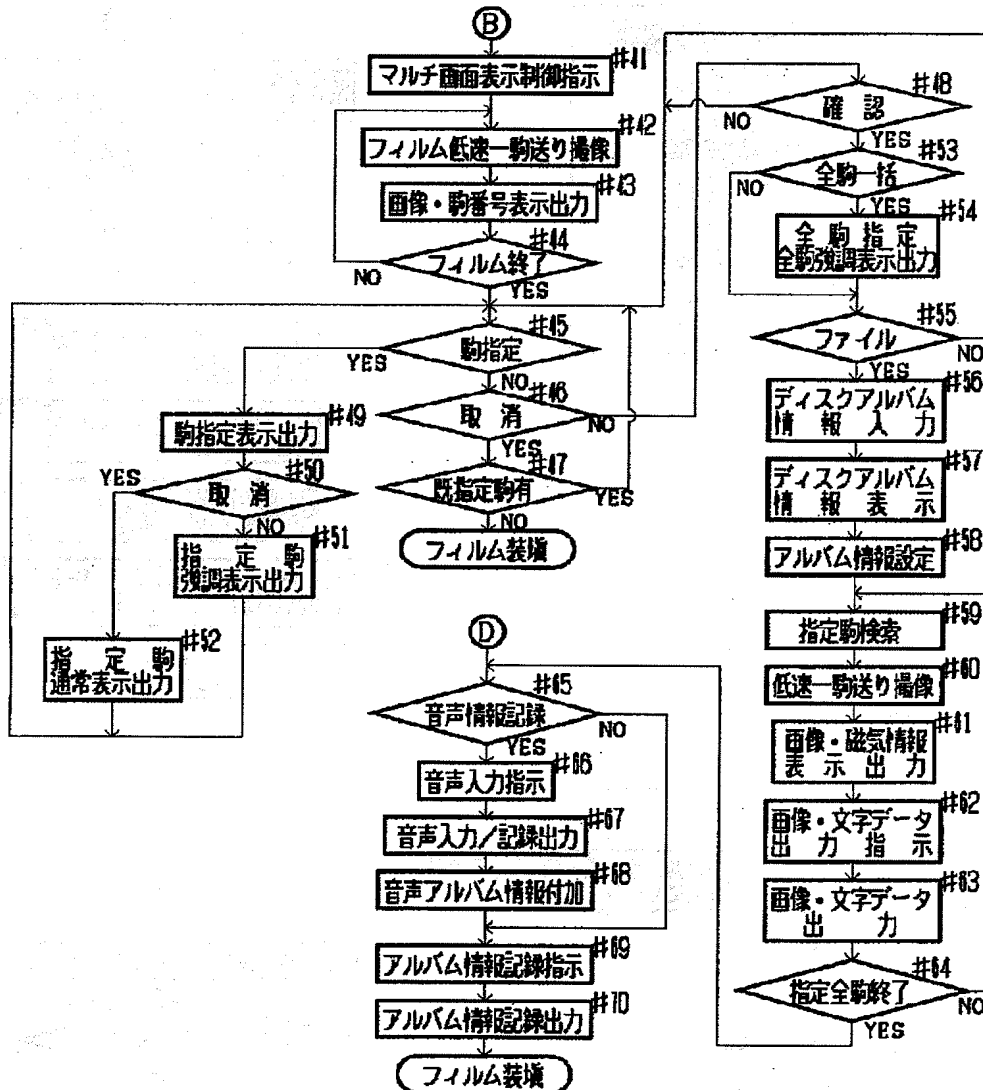 B
#41
マルチ画面表示制御指示
#42
フィルム低速一駒送り撮像
#43
画像・駒番号表示出力
#44
フィルム終了
NO
YES
#45
駒指定
YES
NO
#46
取 消
NO
YES
#47
既指定駒有
YES
NO
フィルム装塡
#49
駒指定表示出力
#50
YES
取 消
NO
#51
指 定 駒
強調表示出力
#52
指 定 駒
通常表示出力
#48
確 認
NO
YES
#53
全駒一括
NO
YES
#54
全 駒 指 定
全駒強調表示出力
#55
ファイル
NO
YES
#56
ディスクアルバム
情 報 入 力
#57
ディスクアルバム
情 報 表 示
#58
アルバム情報設定
#59
指定駒検索
#60
低速一駒送り撮像
#61
画像・磁気情報
表 示 出 力
#62
画像・文字データ
出 力 指 示
#63
画像・文字データ
出 力
#64
指定全駒終了
NO
YES
D
#65
音声情報記録
NO
YES
#66
音声入力指示
#67
音声入力／記録出力
#68
音声アルバム情報付加
#69
アルバム情報記録指示
#70
アルバム情報記録出力
フィルム装塡